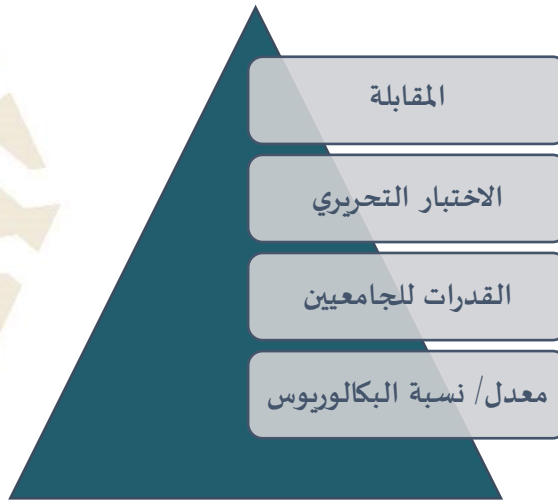 المقابلة
الاختبار التحريري
القدرات للجامعيين
معدل/ نسبة البكالوريوس